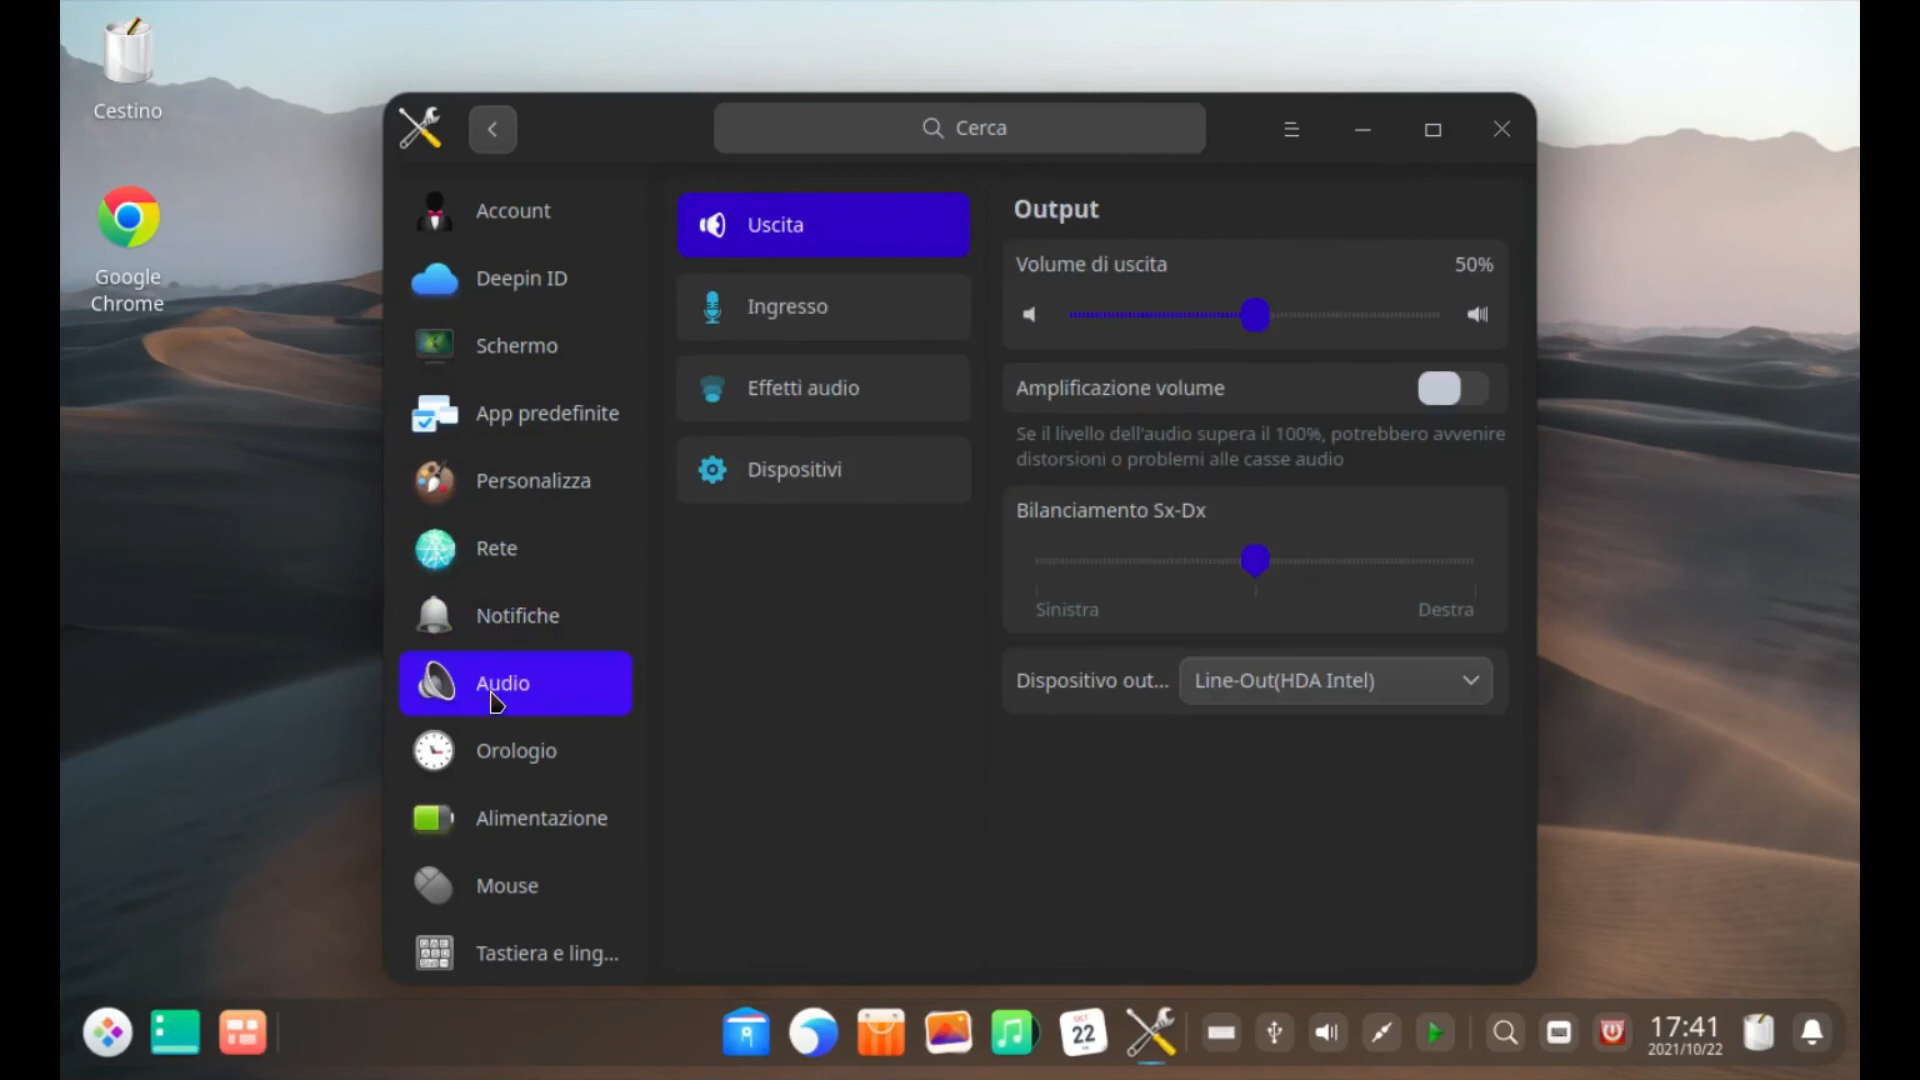 Cestino
Google
Chrome
Cerca
Account
Deepin ID
Schermo
App predefinite
Personalizza
Rete
Notifiche
Audio
Orologio
Alimentazione
Mouse
Tastiera e ling...
Uscita
Ingresso
Effetti audio
Dispositivi
Output
Volume di uscita 50%
Amplificazione volume
Se il livello dell'audio supera il 100%, potrebbero avvenire
distorsioni o problemi alle casse audio
Bilanciamento Sx-Dx
Sinistra Destra
Dispositivo out... Line-Out(HDA Intel)
OCT
22
17:41
2021/10/22